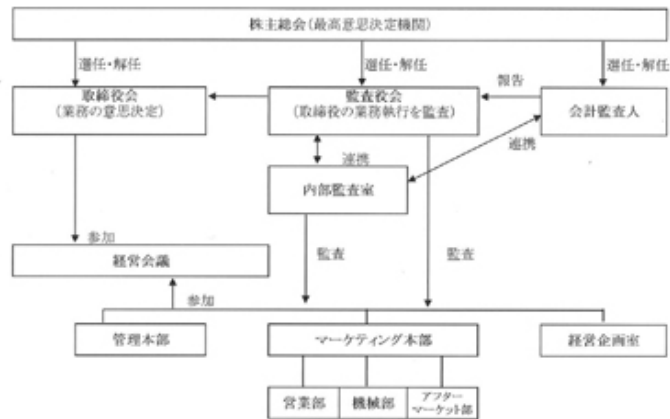 株主総会(最高意思決定機関)
選任・解任
選任・解任
選任・解任
取締役会
(業務の意思決定)
監査役会
(取締役の業務執行を監査)
報告
会計監査人
連携
連携
内部監査室
参加
経営会議
監査
監査
参加
管理本部
マーケティング本部
経営企画室
営業部
機械部
アフター
マーケット部